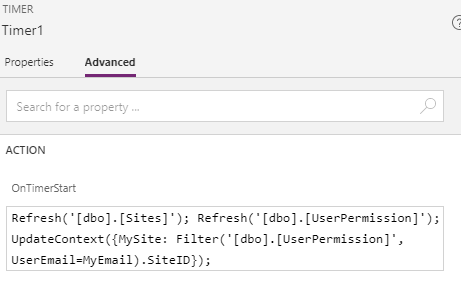 TIMER
Timer1
Properties Advanced
Search for a property ...
ACTION
OnTimerStart
Refresh('[dbo].[Sites]'); Refresh('[dbo].[UserPermission]');
UpdateContext({MySite: Filter('[dbo].[UserPermission]',
UserEmail=MyEmail).SiteID});